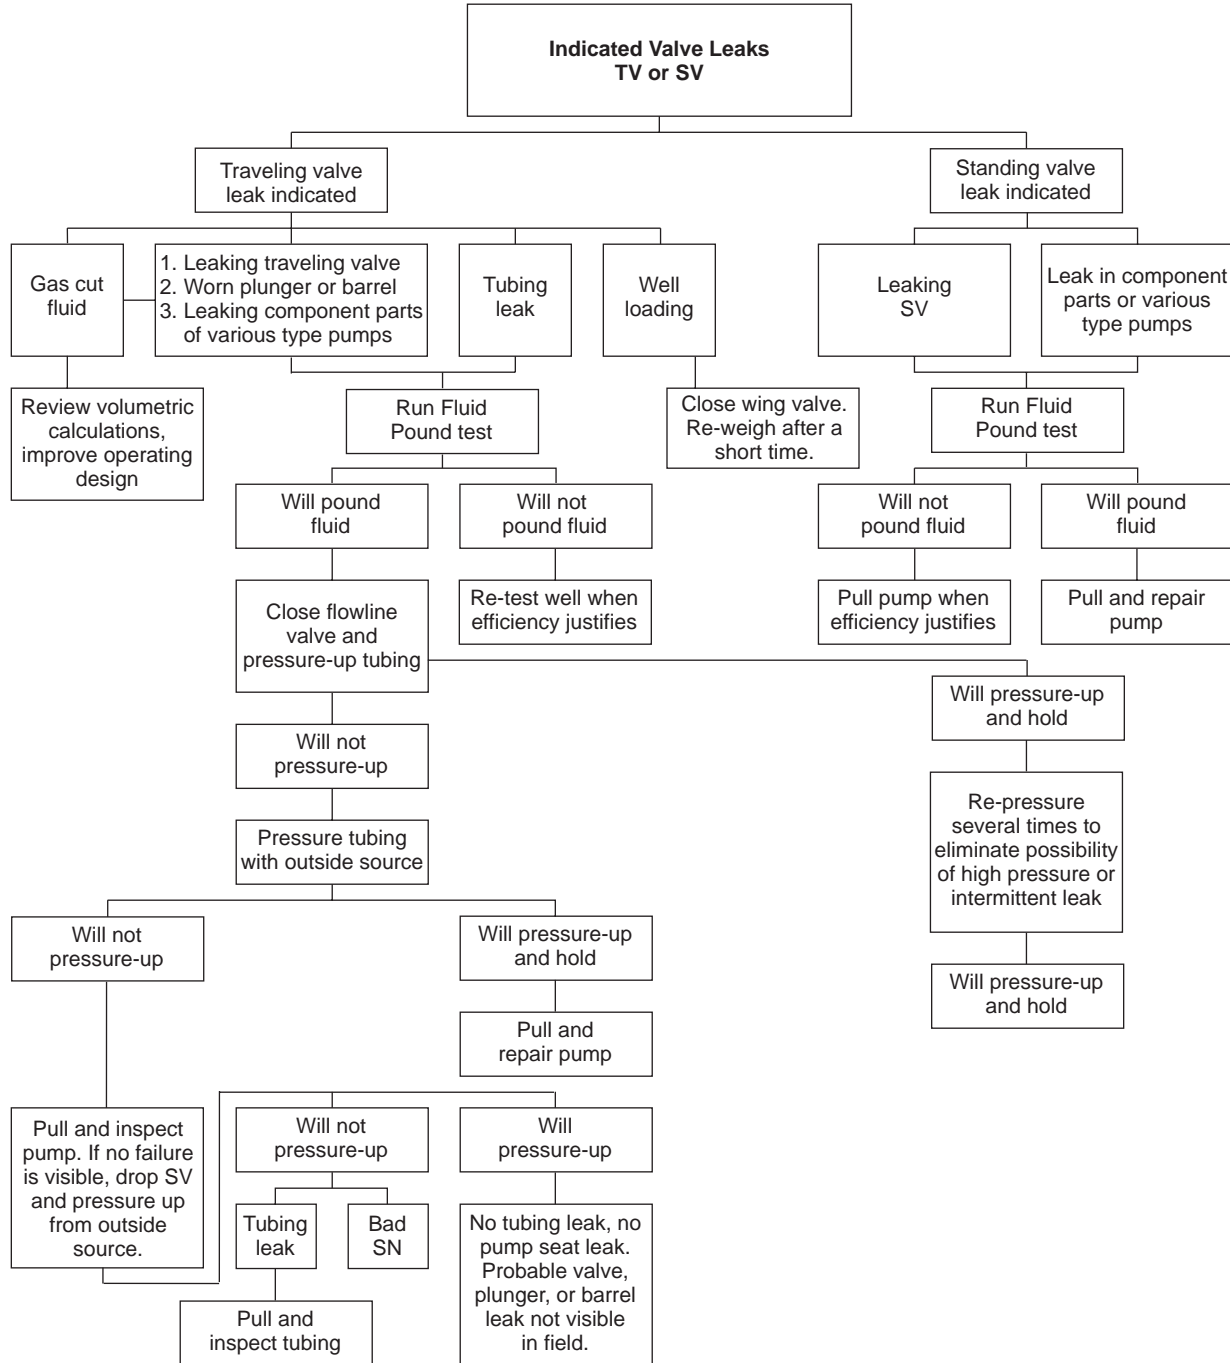 Indicated Valve Leaks
TV or SV
Traveling valve
leak indicated
Standing valve
leak indicated
Gas cut
fluid
1. Leaking traveling valve
2. Worn plunger or barrel
3. Leaking component parts
of various type pumps
Tubing
leak
Well
loading
Leaking
SV
Leak in component
parts or various
type pumps
Review volumetric
calculations,
improve operating
design
Run Fluid
Pound test
Close wing valve.
Re-weigh after a
short time.
Run Fluid
Pound test
Will pound
fluid
Will not
pound fluid
Will not
pound fluid
Will pound
fluid
Close flowline
valve and
pressure-up tubing
Re-test well when
efficiency justifies
Pull pump when
efficiency justifies
Pull and repair
pump
Will pressure-up
and hold
Will not
pressure-up
Re-pressure
several times to
eliminate possibility
of high pressure or
intermittent leak
Pressure tubing
with outside source
Will not
pressure-up
Will pressure-up
and hold
Will pressure-up
and hold
Pull and
repair pump
Pull and inspect
pump. If no failure
is visible, drop SV
and pressure up
from outside
source.
Will not
pressure-up
Will
pressure-up
Tubing
leak
Bad
SN
No tubing leak, no
pump seat leak.
Probable valve,
plunger, or barrel
leak not visible
in field.
Pull and
inspect tubing